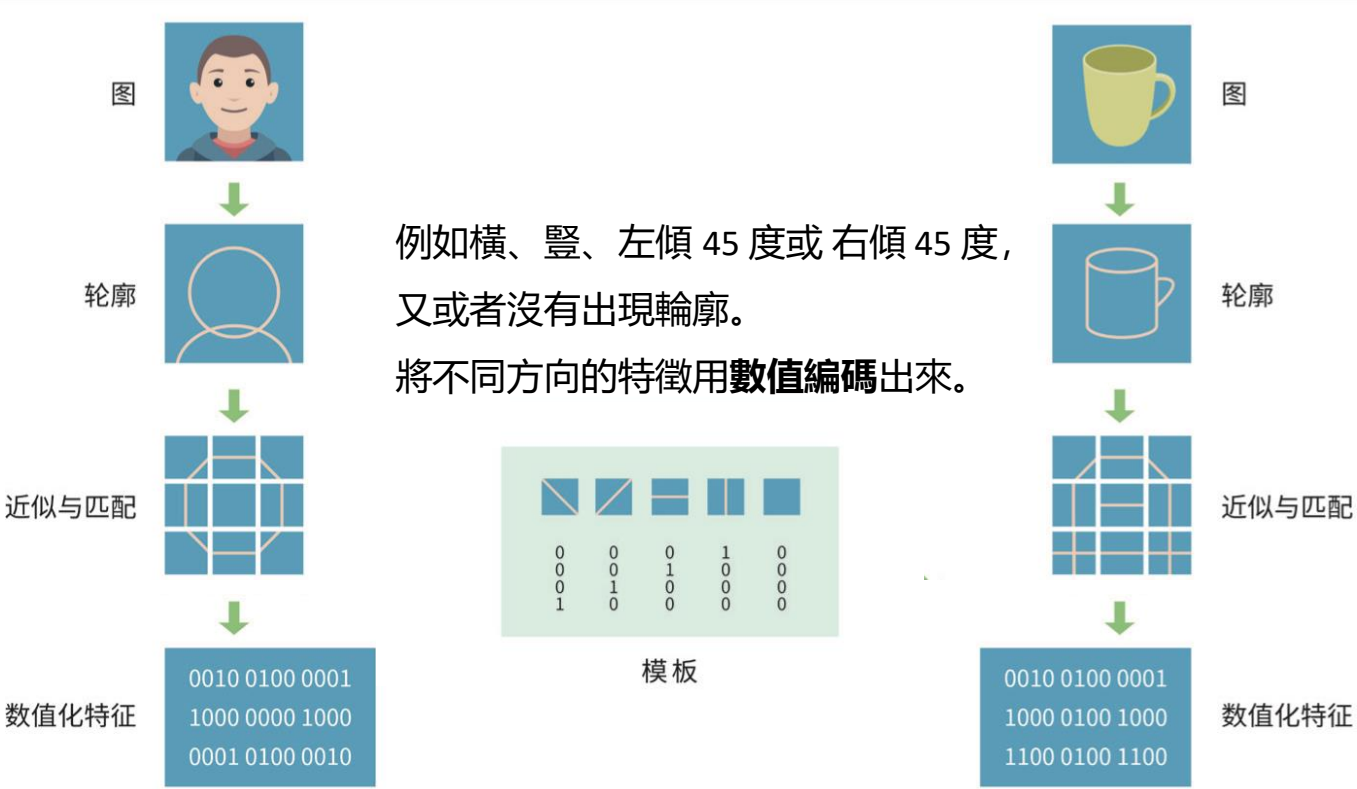 图
图
例如橫、豎、左傾 45 度或 右傾 45 度，
又或者沒有出現輪廓。
將不同方向的特徵用數值編碼出來。
轮廓
轮廓
近似与匹配
近似与匹配
0 0 0 1 0
0 0 1 0 0
0 1 0 0 0
1 0 0 0 0
模板
数值化特征
0010 0100 0001
1000 0000 1000
0001 0100 0010
0010 0100 0001
1000 0100 1000
1100 0100 1100
数值化特征